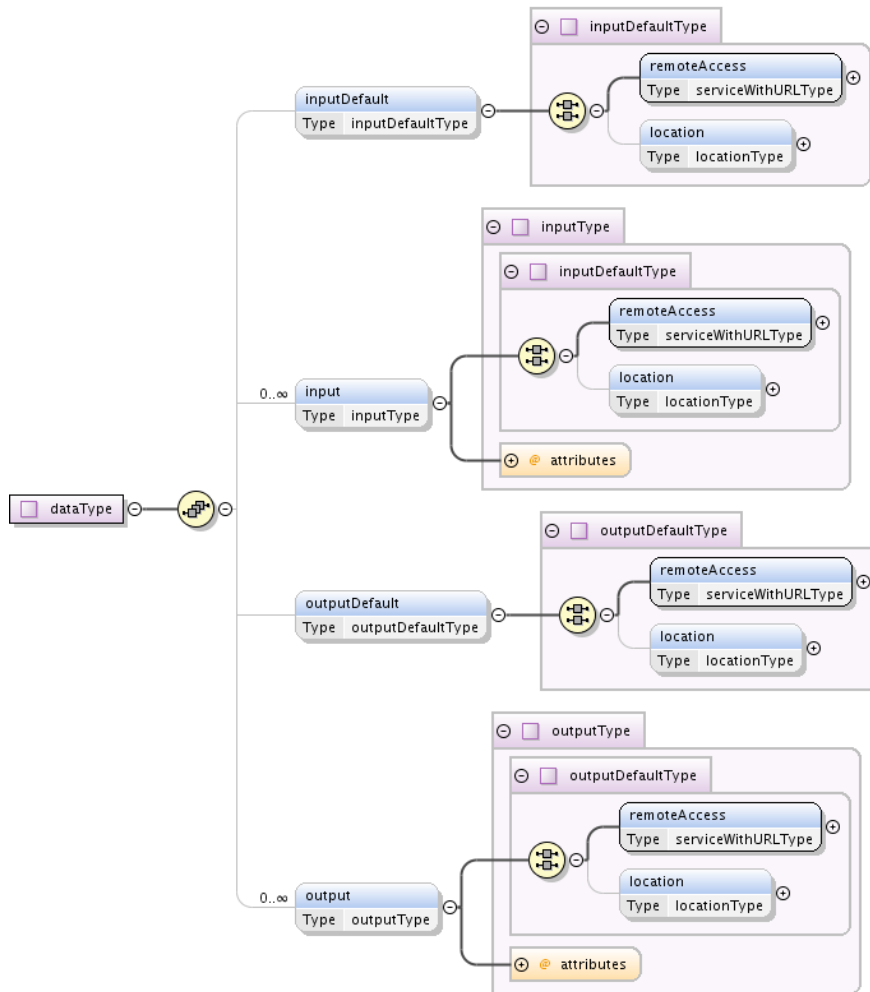 inputDefaultType
remoteAccess
Type serviceWithURLType
inputDefault
Type inputDefaultType
location
Type locationType
inputType
inputDefaultType
remoteAccess
Type serviceWithURLType
0..∞
input
Type inputType
location
Type locationType
@ attributes
dataType
outputDefaultType
remoteAccess
Type serviceWithURLType
outputDefault
Type outputDefaultType
location
Type locationType
outputType
outputDefaultType
remoteAccess
Type serviceWithURLType
0..∞
output
Type outputType
location
Type locationType
@ attributes